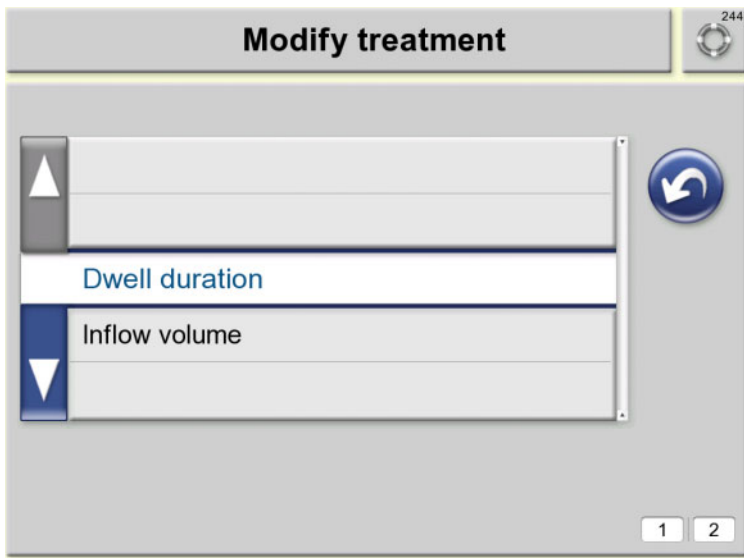 Modify treatment
244
Dwell duration
Inflow volume
1 2